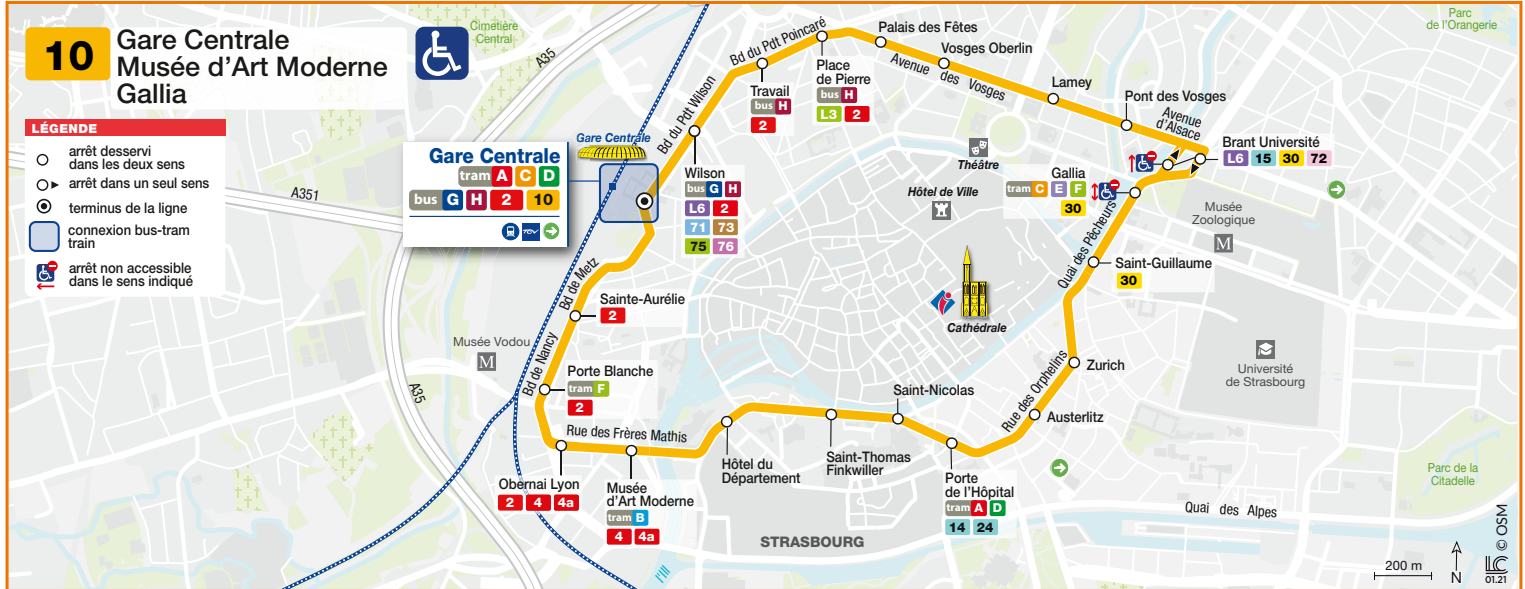 10
Gare Centrale
Musée d'Art Moderne
Gallia
LÉGENDE
arrêt desservi
dans les deux sens
arrêt dans un seul sens
terminus de la ligne
connexion bus-tram
train
arrêt non accessible
dans le sens indiqué
Cimetière
Central
A35
A351
A35
Gare Centrale
Gare Centrale
tram A C D
bus G H 2 10
TGV
Bd du Pdt Wilson
Wilson
bus G H
L6 2
71 73
75 76
Bd du Pdt Poincaré
Travail
bus H
2
Place
de Pierre
bus H
L3 2
Palais des Fêtes
Vosges Oberlin
Avenue des Vosges
Lamey
Pont des Vosges
Avenue
d'Alsace
Brant Université
L6 15 30 72
Parc
de l'Orangerie
Théâtre
Hôtel de Ville
Gallia
tram C E F
30
Musée
Zoologique
M
Quai des Pêcheurs
Saint-Guillaume
30
Cathédrale
Bd de Metz
Sainte-Aurélie
2
Musée Vodou
M
Bd de Nancy
Porte Blanche
tram F
2
Rue des Frères Mathis
Obernai Lyon
2 4 4a
Musée
d'Art Moderne
tram B
4 4a
Hôtel du
Département
Saint-Thomas
Finkwiller
Saint-Nicolas
Porte
de l'Hôpital
tram A D
14 24
Rue des Orphelins
Austerlitz
Zurich
Université
de Strasbourg
Parc de la
Citadelle
Quai des Alpes
STRASBOURG
l'Ill
200 m
N
LC
01.21
© OSM